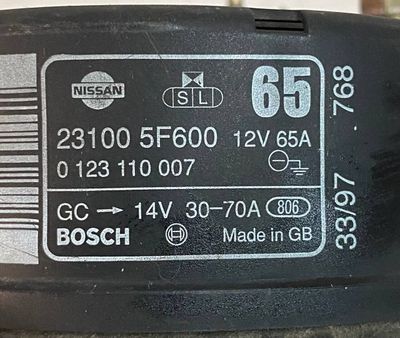 NISSAN S L 65
23100 5F600 12V 65A
0 123 110 007
GC → 14V 30-70A 806
BOSCH Made in GB
33/97 768